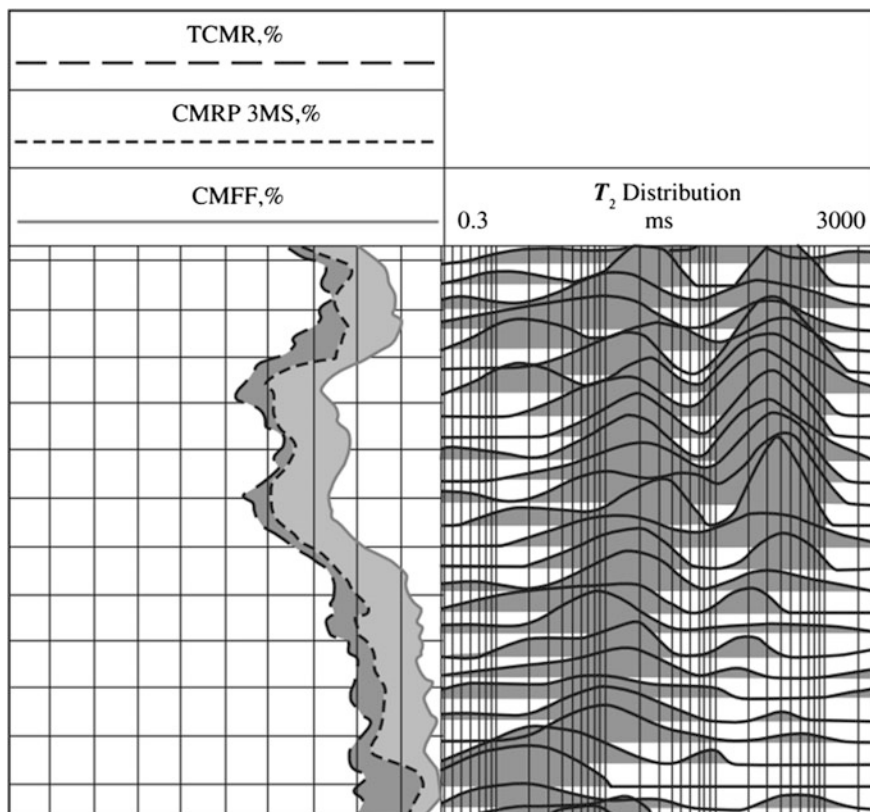 TCMR,%
CMRP 3MS,%
CMFF,%
T₂ Distribution
0.3 ms 3000